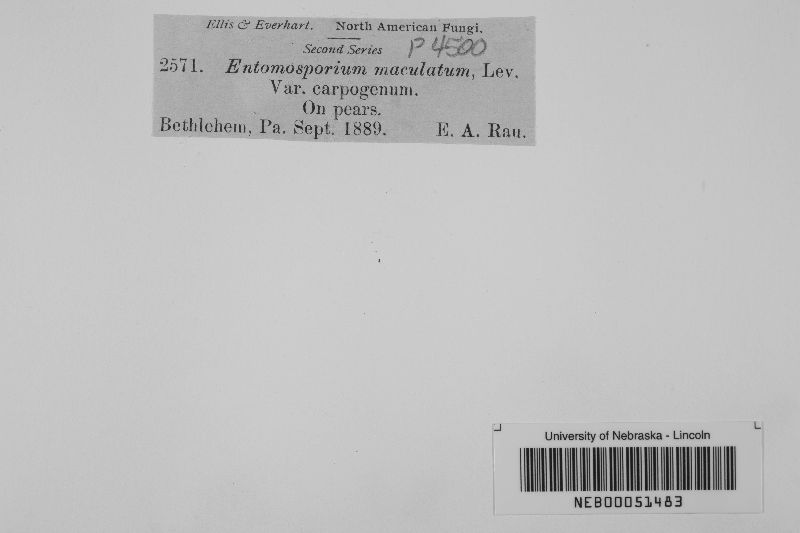 Ellis & Everhart. North American Fungi.
Second Series P 4500
2571. Entomosporium maculatum, Lev.
Var. carpogenum.
On pears.
Bethlehem, Pa. Sept. 1889. E. A. Rau.
University of Nebraska - Lincoln
NEB00051483